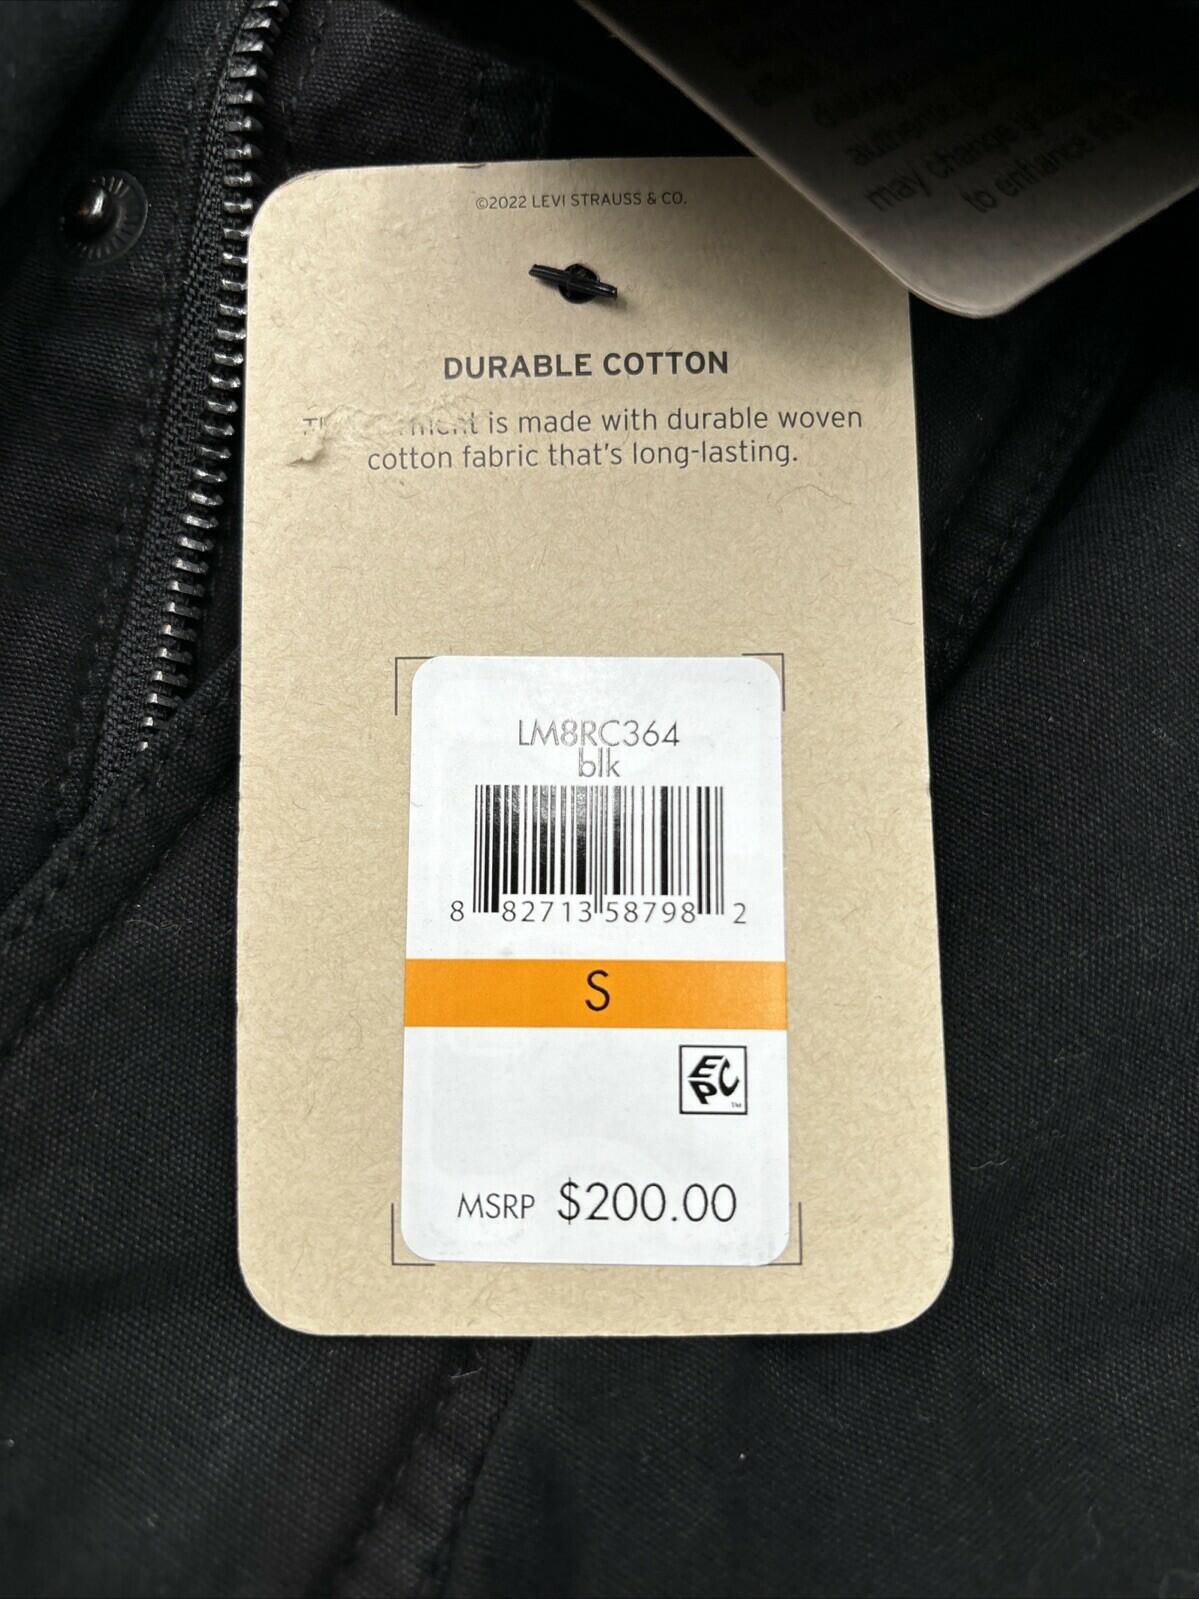 may change
to enhance
©2022 LEVI STRAUSS & CO.
DURABLE COTTON
is made with durable woven
cotton fabric that's long-lasting.
LM8RC364
blk
8 82713 58798 2
S
EPC
TM
MSRP $200.00